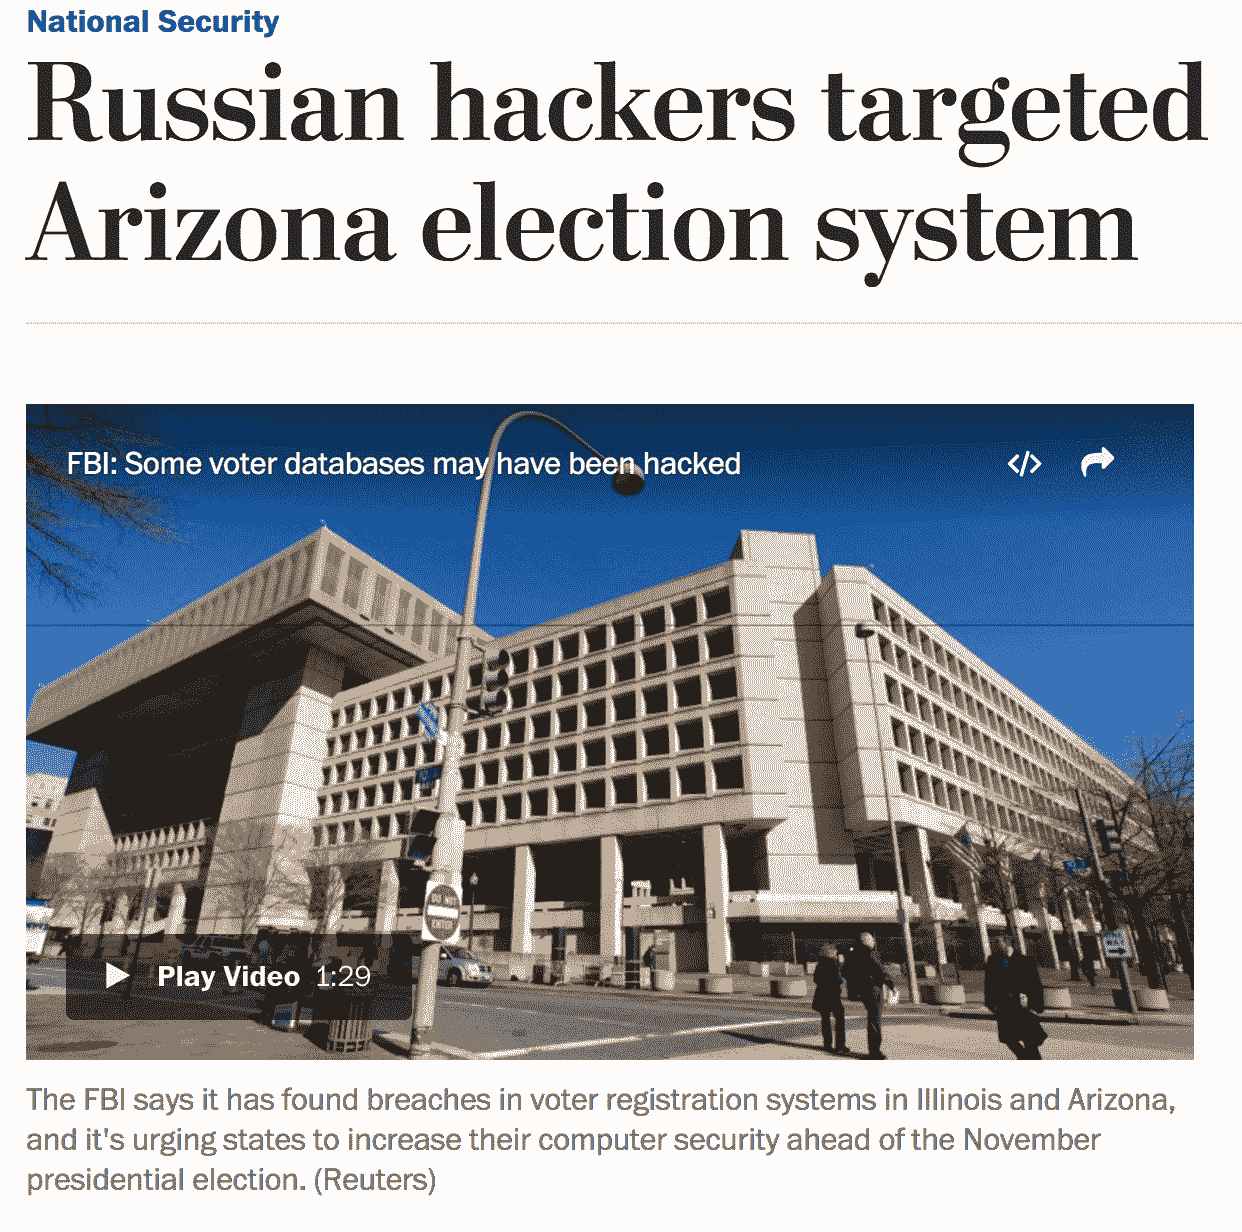 National Security
Russian hackers targeted
Arizona election system
FBI: Some voter databases may have been hacked
Play Video 1:29
The FBI says it has found breaches in voter registration systems in Illinois and Arizona,
and it's urging states to increase their computer security ahead of the November
presidential election. (Reuters)